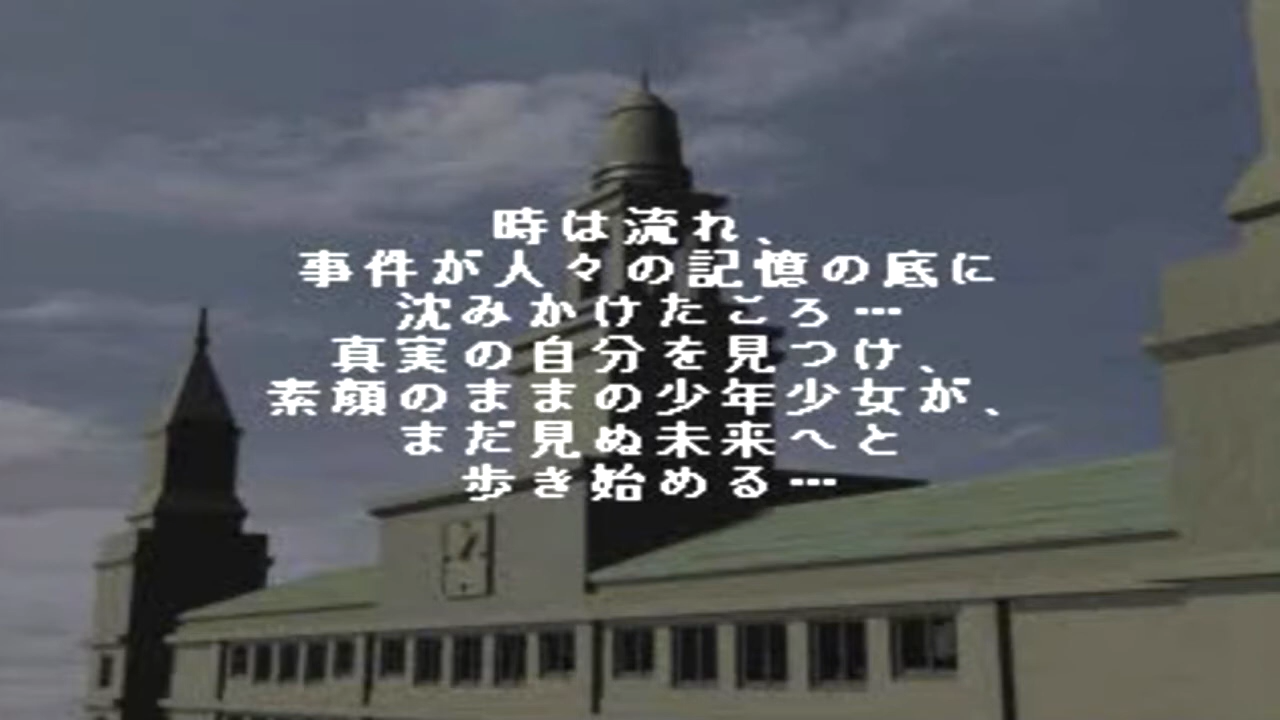 時は流れ、
事件が人々の記憶の底に
沈みかけたころ…
真実の自分を見つけ、
素顔のままの少年少女が、
まだ見ぬ未来へと
歩き始める…